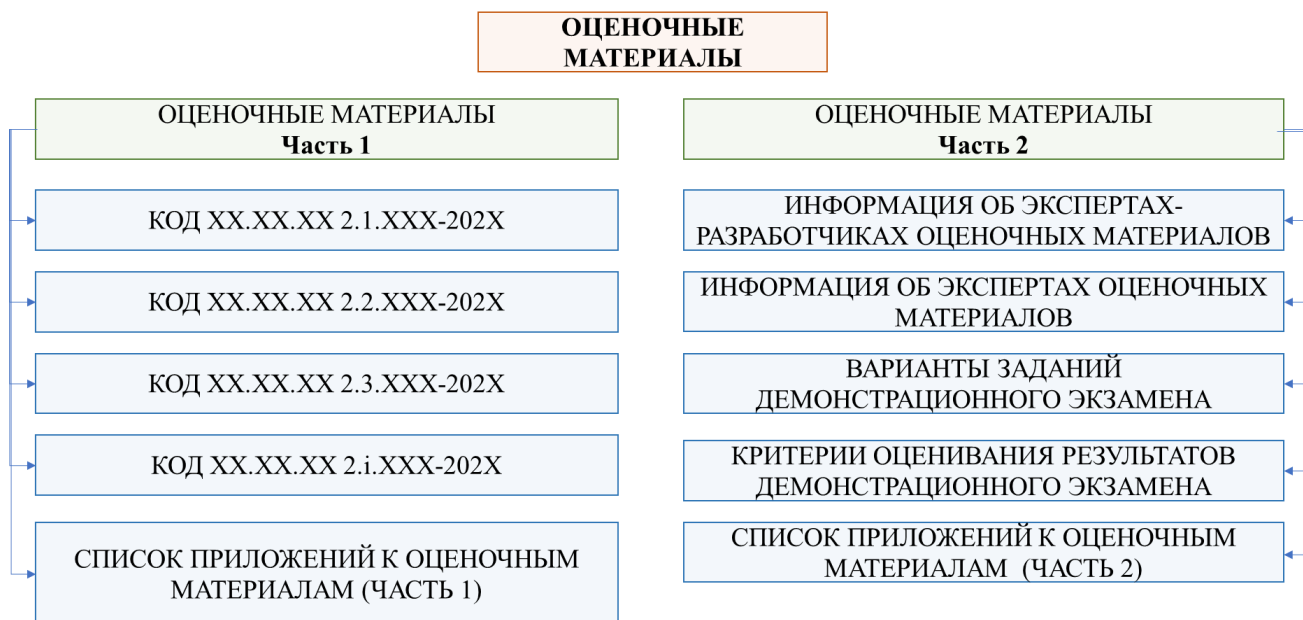 ОЦЕНОЧНЫЕ
МАТЕРИАЛЫ
ОЦЕНОЧНЫЕ МАТЕРИАЛЫ
Часть 1
КОД XX.XX.XX 2.1.XXX-202X
КОД XX.XX.XX 2.2.XXX-202X
КОД XX.XX.XX 2.3.XXX-202X
КОД XX.XX.XX 2.i.XXX-202X
СПИСОК ПРИЛОЖЕНИЙ К ОЦЕНОЧНЫМ
МАТЕРИАЛАМ (ЧАСТЬ 1)
ОЦЕНОЧНЫЕ МАТЕРИАЛЫ
Часть 2
ИНФОРМАЦИЯ ОБ ЭКСПЕРТАХ-
РАЗРАБОТЧИКАХ ОЦЕНОЧНЫХ МАТЕРИАЛОВ
ИНФОРМАЦИЯ ОБ ЭКСПЕРТАХ ОЦЕНОЧНЫХ
МАТЕРИАЛОВ
ВАРИАНТЫ ЗАДАНИЙ
ДЕМОНСТРАЦИОННОГО ЭКЗАМЕНА
КРИТЕРИИ ОЦЕНИВАНИЯ РЕЗУЛЬТАТОВ
ДЕМОНСТРАЦИОННОГО ЭКЗАМЕНА
СПИСОК ПРИЛОЖЕНИЙ К ОЦЕНОЧНЫМ
МАТЕРИАЛАМ (ЧАСТЬ 2)